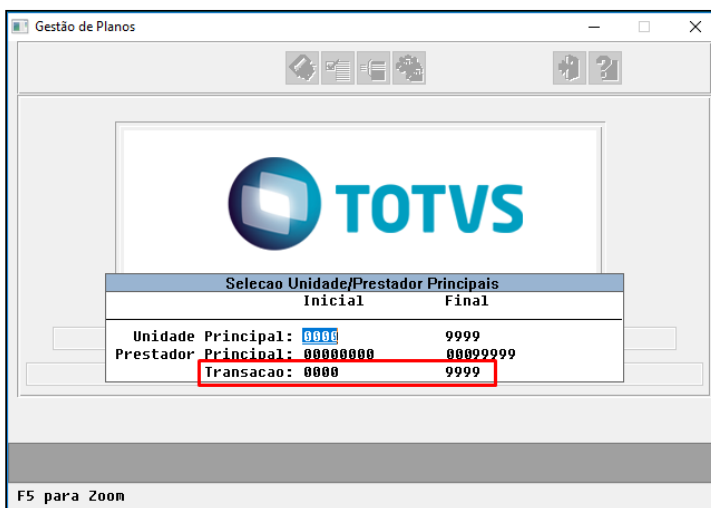 Gestão de Planos
TOTVS
Selecao Unidade/Prestador Principais
Inicial Final
Unidade Principal: 0000 9999
Prestador Principal: 00000000 00099999
Transacao: 0000 9999
F5 para Zoom